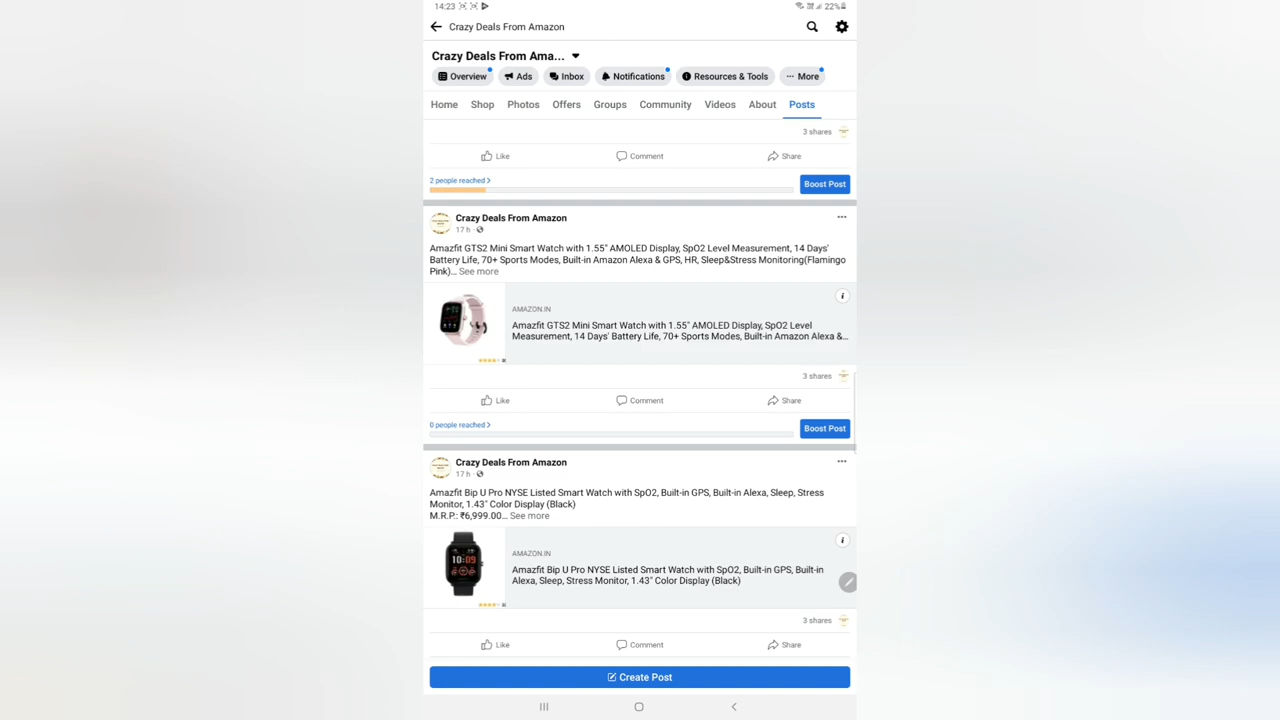 14:23
22%
Crazy Deals From Amazon
Crazy Deals From Ama...
Overview Ads Inbox Notifications Resources & Tools ··· More
Home Shop Photos Offers Groups Community Videos About Posts
3 shares
Like Comment Share
2 people reached >
Boost Post
Crazy Deals From Amazon
17 h ·
Amazfit GTS2 Mini Smart Watch with 1.55" AMOLED Display, SpO2 Level Measurement, 14 Days'
Battery Life, 70+ Sports Modes, Built-in Amazon Alexa & GPS, HR, Sleep&Stress Monitoring(Flamingo
Pink)... See more
AMAZON.IN
Amazfit GTS2 Mini Smart Watch with 1.55" AMOLED Display, SpO2 Level
Measurement, 14 Days' Battery Life, 70+ Sports Modes, Built-in Amazon Alexa &...
3 shares
Like Comment Share
0 people reached >
Boost Post
Crazy Deals From Amazon
17 h ·
Amazfit Bip U Pro NYSE Listed Smart Watch with SpO2, Built-in GPS, Built-in Alexa, Sleep, Stress
Monitor, 1.43" Color Display (Black)
M.R.P.: ₹6,999.00... See more
10:09
AMAZON.IN
Amazfit Bip U Pro NYSE Listed Smart Watch with SpO2, Built-in GPS, Built-in
Alexa, Sleep, Stress Monitor, 1.43" Color Display (Black)
3 shares
Like Comment Share
Create Post